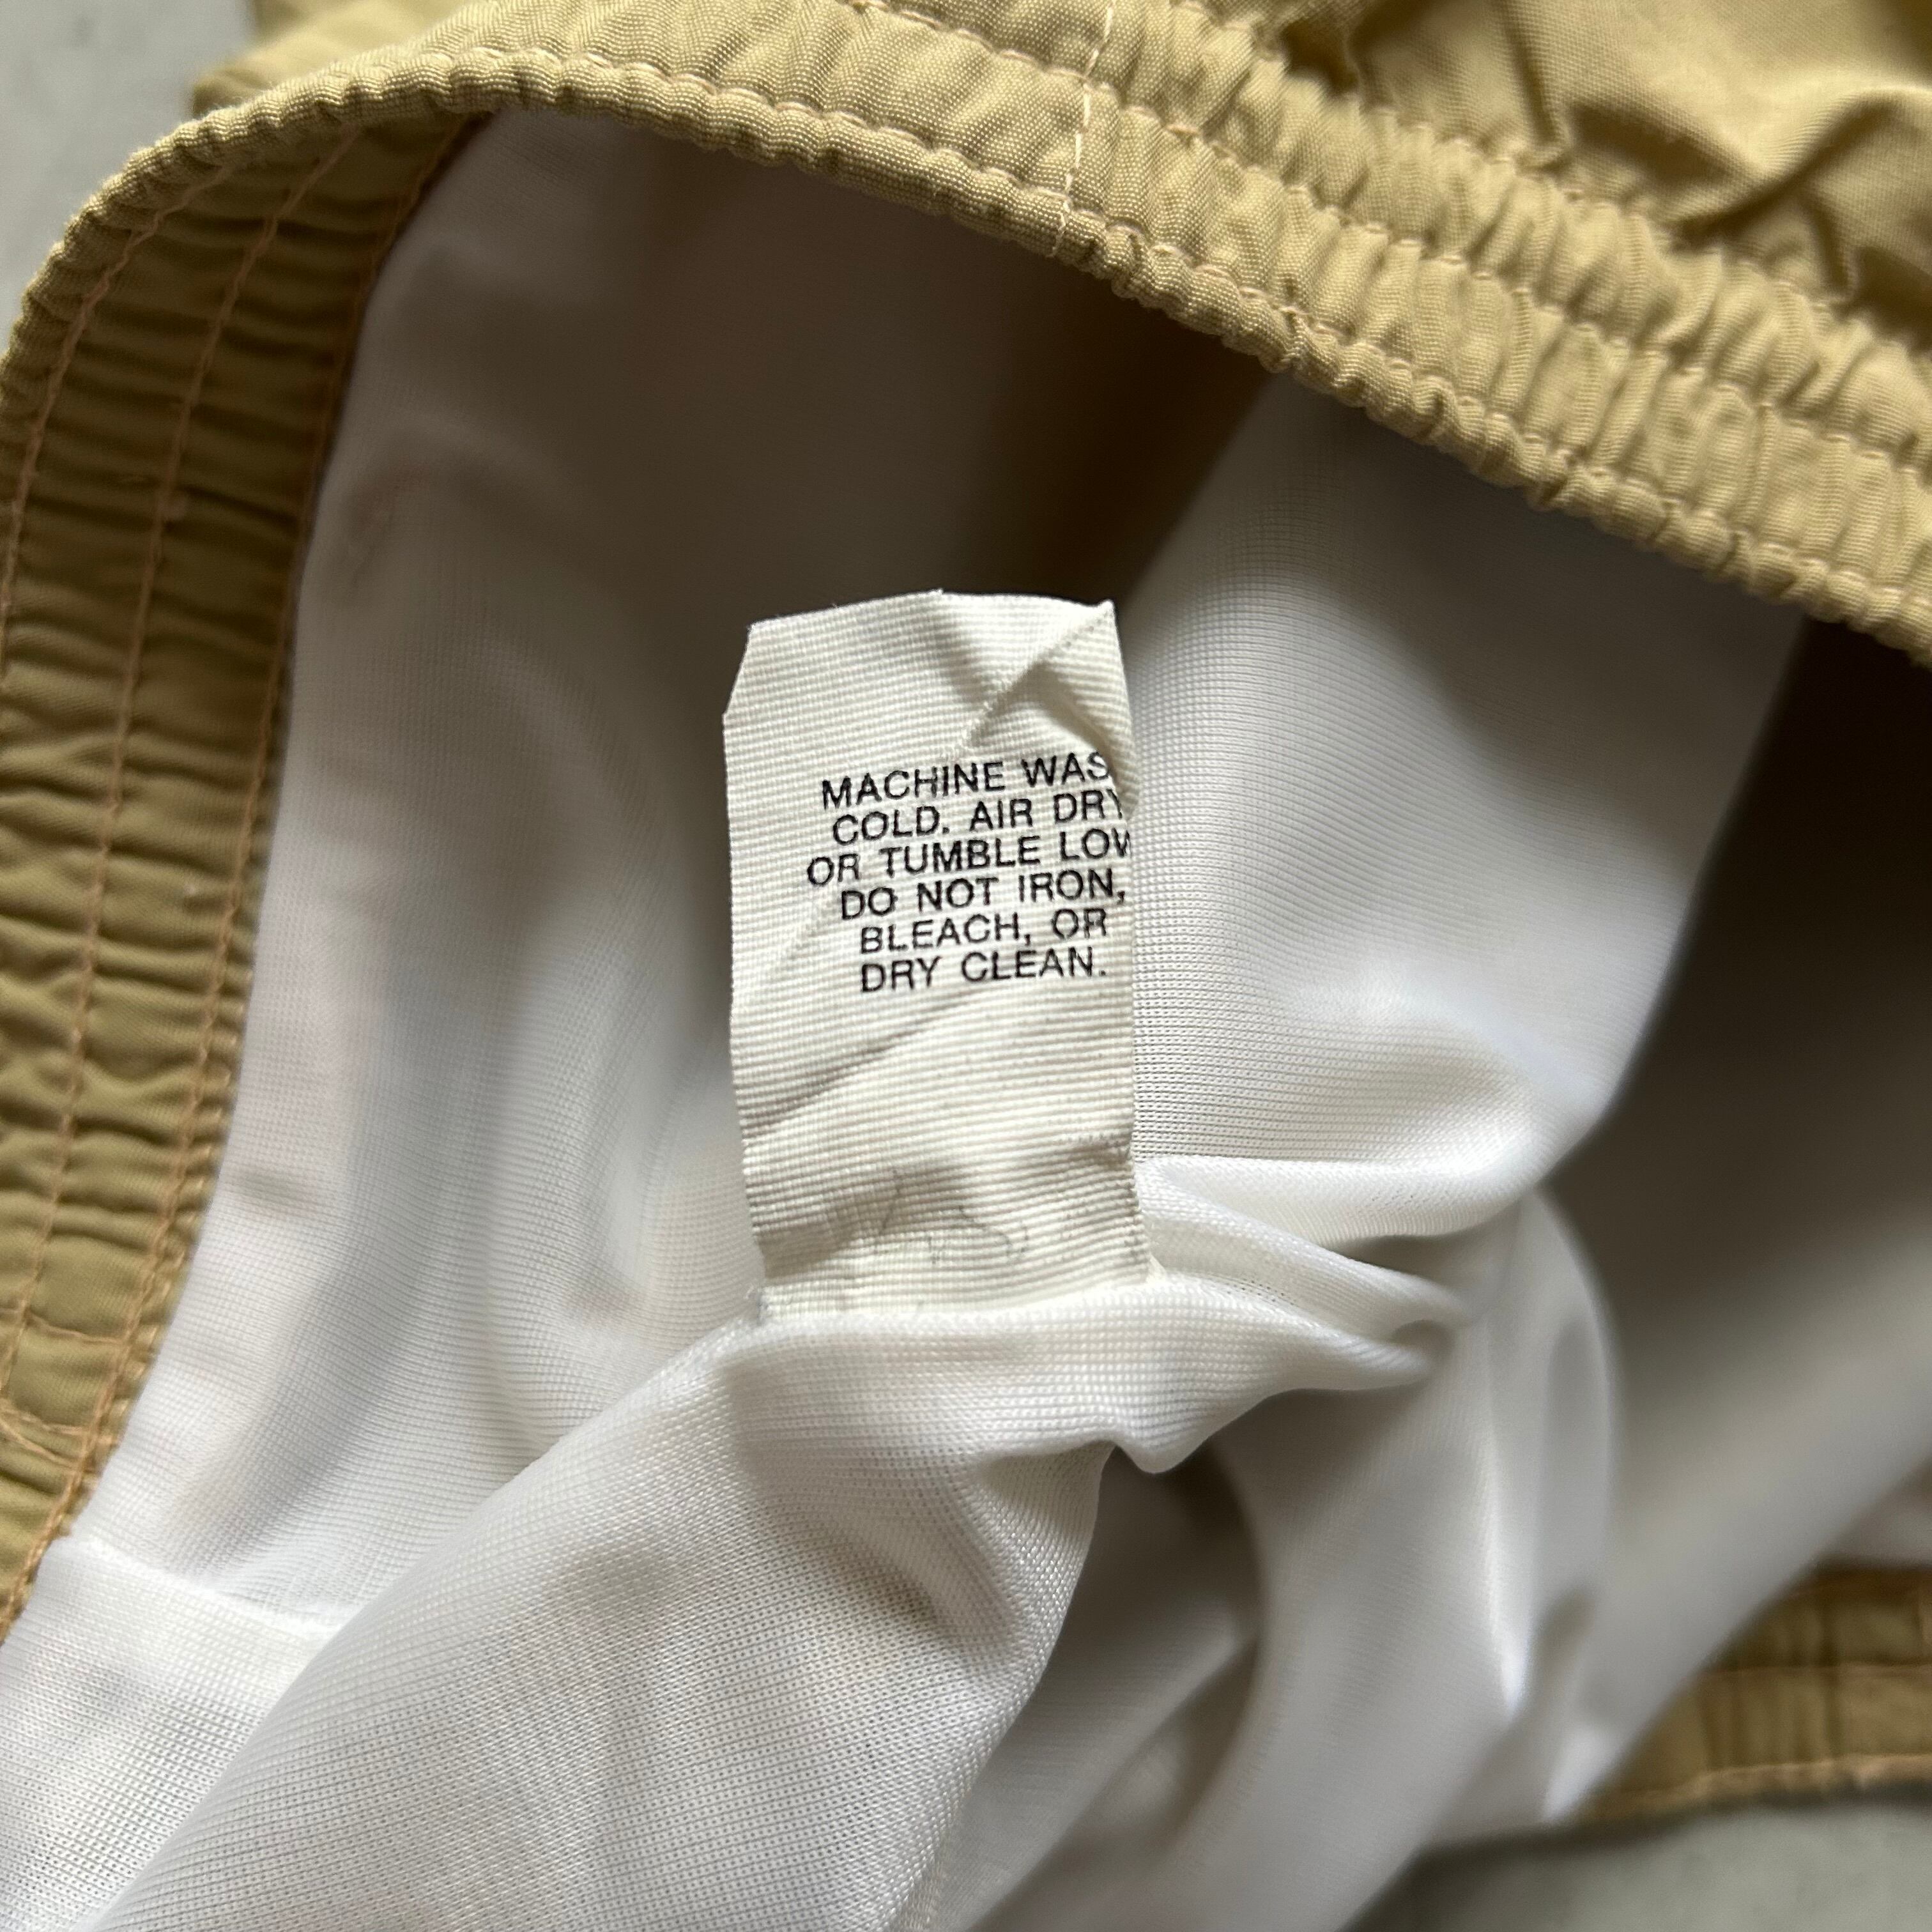 MACHINE WAS
COLD. AIR DRY
OR TUMBLE LOW
DO NOT IRON,
BLEACH, OR
DRY CLEAN.